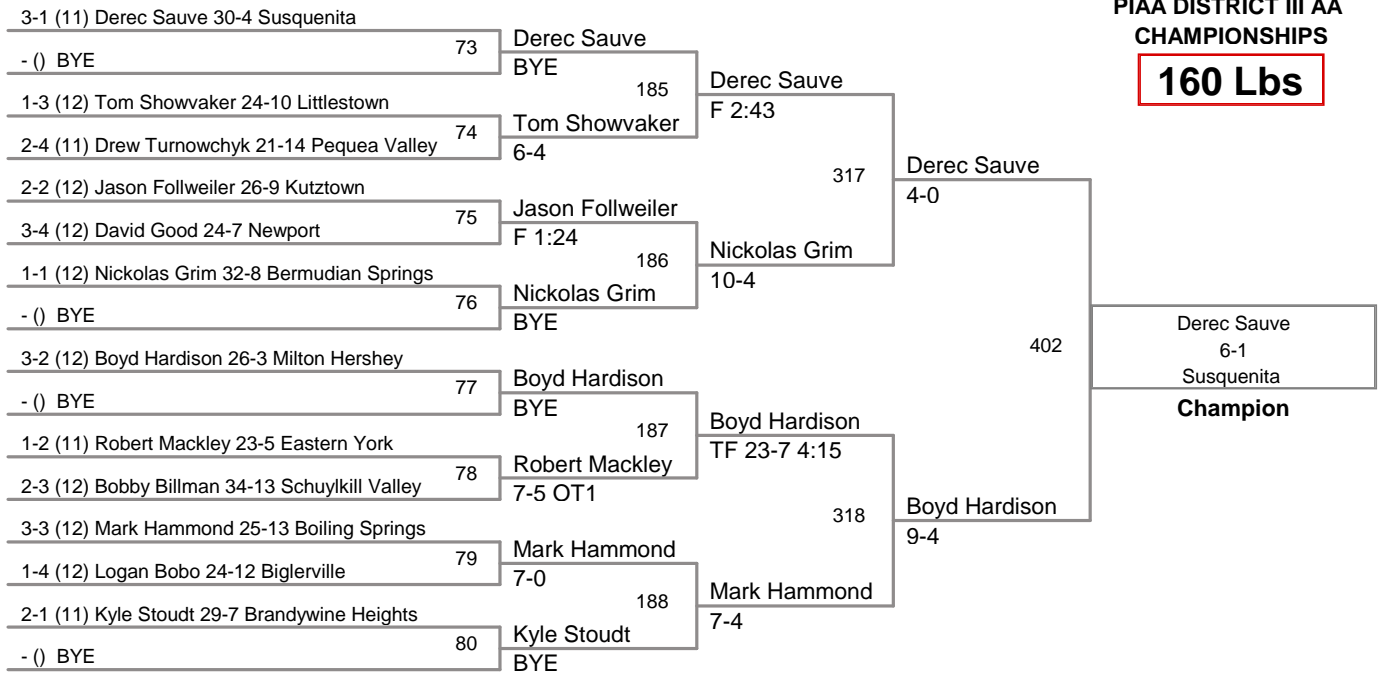 PIAA DISTRICT III AA
CHAMPIONSHIPS
160 Lbs
3-1 (11) Derec Sauve 30-4 Susquenita
- () BYE
1-3 (12) Tom Showvaker 24-10 Littlestown
2-4 (11) Drew Turnowchyk 21-14 Pequea Valley
2-2 (12) Jason Follweiler 26-9 Kutztown
3-4 (12) David Good 24-7 Newport
1-1 (12) Nickolas Grim 32-8 Bermudian Springs
- () BYE
3-2 (12) Boyd Hardison 26-3 Milton Hershey
- () BYE
1-2 (11) Robert Mackley 23-5 Eastern York
2-3 (12) Bobby Billman 34-13 Schuylkill Valley
3-3 (12) Mark Hammond 25-13 Boiling Springs
1-4 (12) Logan Bobo 24-12 Biglerville
2-1 (11) Kyle Stoudt 29-7 Brandywine Heights
- () BYE
73
74
75
76
77
78
79
80
Derec Sauve
BYE
Tom Showvaker
6-4
Jason Follweiler
F 1:24
Nickolas Grim
BYE
Boyd Hardison
BYE
Robert Mackley
7-5 OT1
Mark Hammond
7-0
Kyle Stoudt
BYE
185
186
187
188
Derec Sauve
F 2:43
Nickolas Grim
10-4
Boyd Hardison
TF 23-7 4:15
Mark Hammond
7-4
317
318
Derec Sauve
4-0
Boyd Hardison
9-4
402
Derec Sauve
6-1
Susquenita
Champion